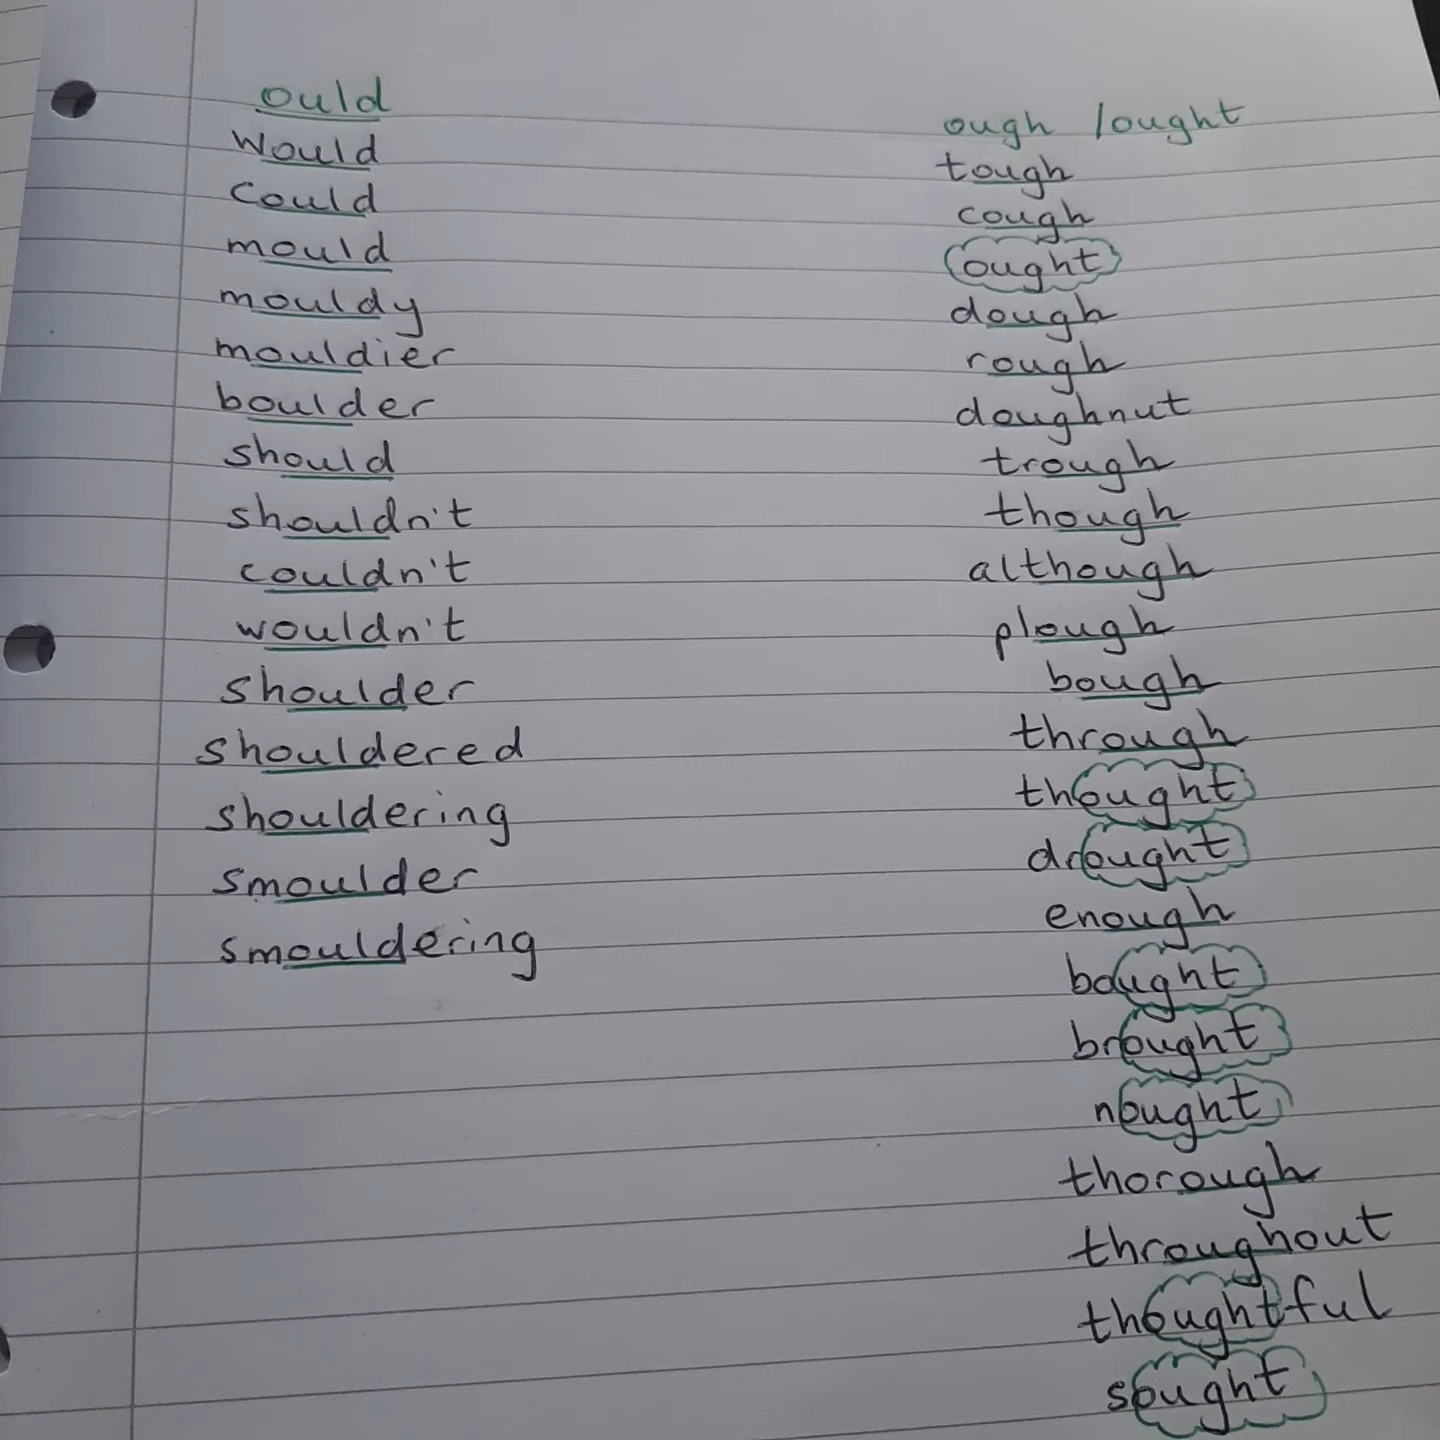 ould
would
could
mould
mouldy
mouldier
boulder
should
shouldn't
couldn't
wouldn't
shoulder
shouldered
shouldering
smoulder
smouldering
ough /ought
tough
cough
ought
dough
rough
doughnut
trough
though
although
plough
bough
through
thought
drought
enough
bought
brought
nought
thorough
throughout
thoughtful
sought